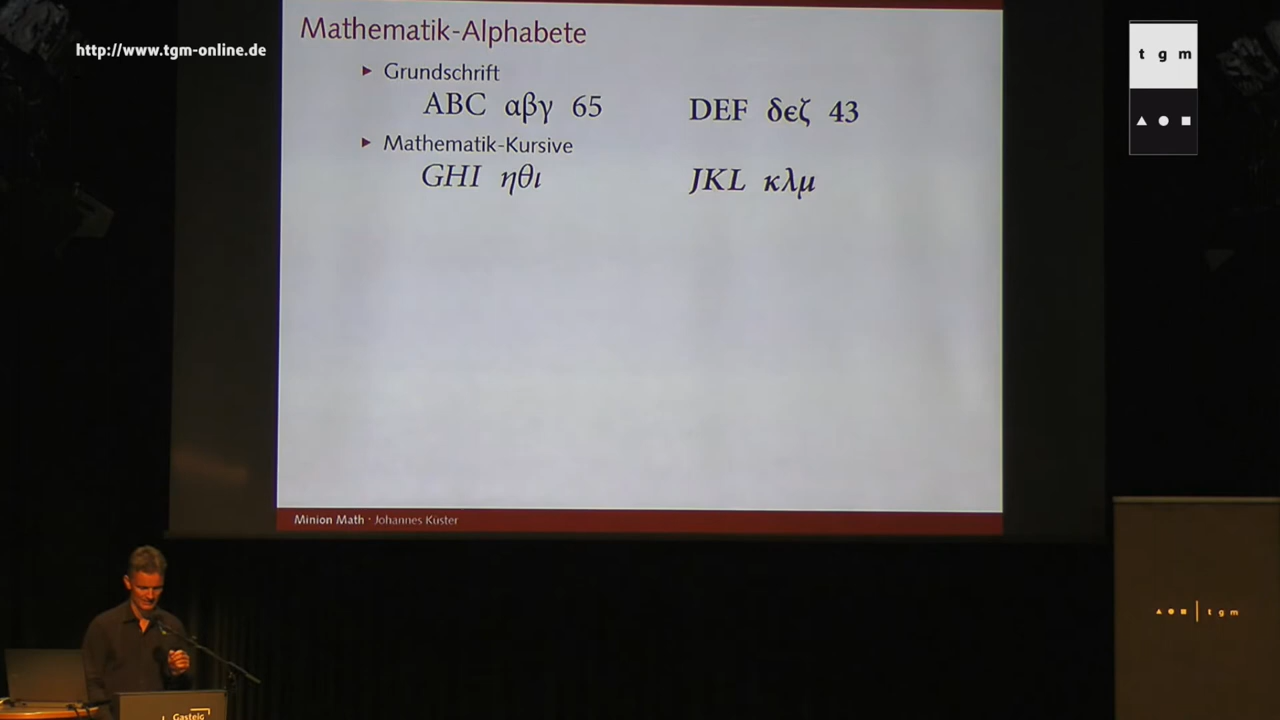 http://www.tgm-online.de
t g m
Mathematik-Alphabete
Grundschrift
ABC αβγ 65 DEF δεζ 43
Mathematik-Kursive
GHI ηθι JKL κλμ
Minion Math · Johannes Küster
t g m
Gasteig